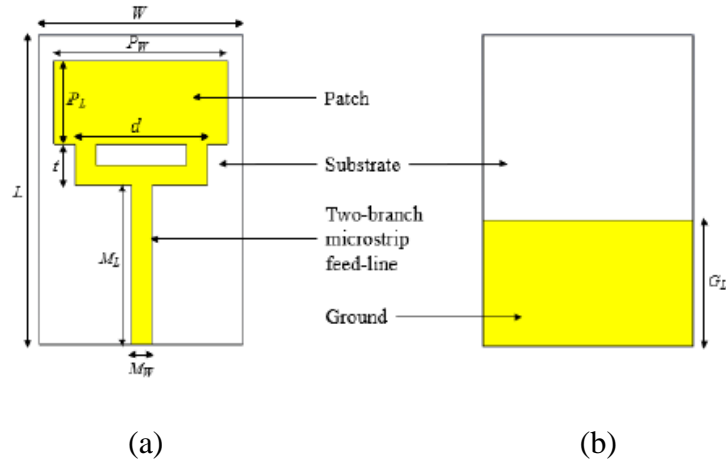 W
P_W
P_L
Patch
d
t
Substrate
L
Two-branch
microstrip
feed-line
M_L
G_L
Ground
M_W
(a)
(b)